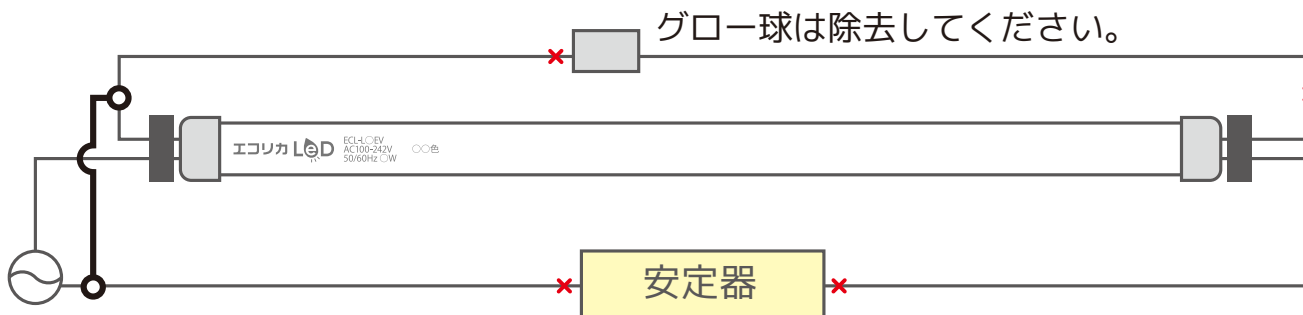 グロー球は除去してください。
エコリカ LED
ECL-L○EV
AC100-242V
50/60Hz ○W
○○色
安定器